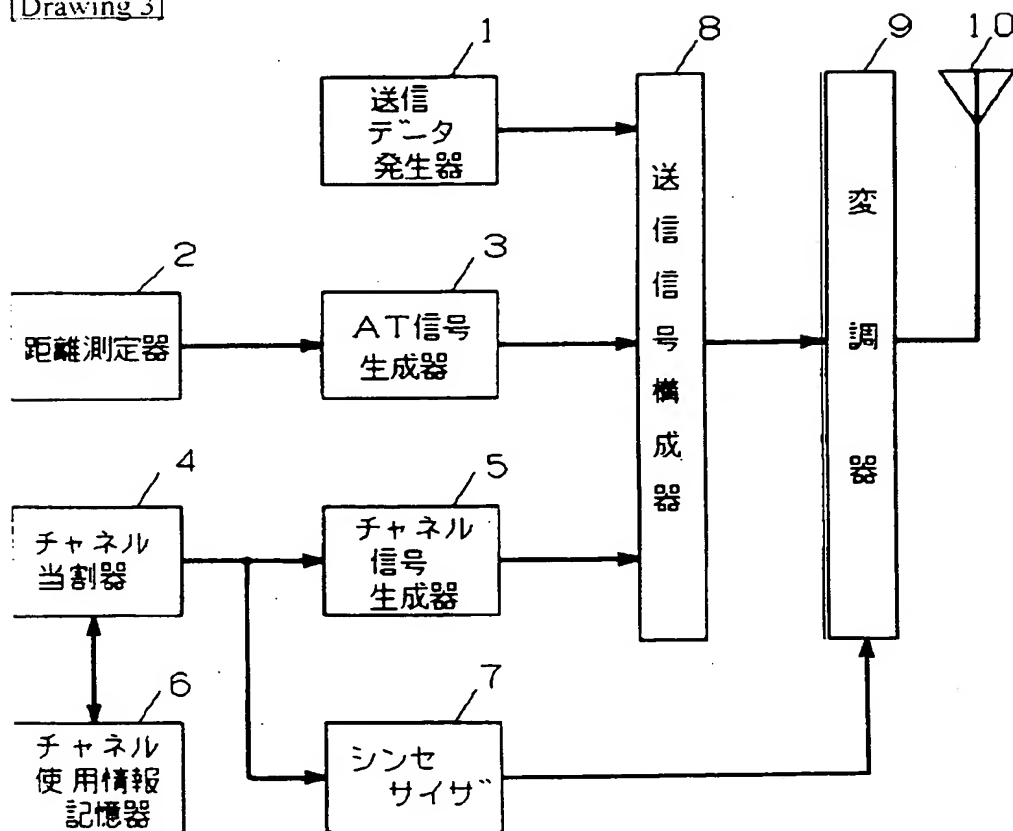 [Drawing 3]
1
送信
データ
発生器
2
距離測定器
3
AT信号
生成器
4
チャネル
当割器
5
チャネル
信号
生成器
6
チャネル
使用情報
記憶器
7
シンセ
サイザ
8
送信信号構成器
9
変調器
10